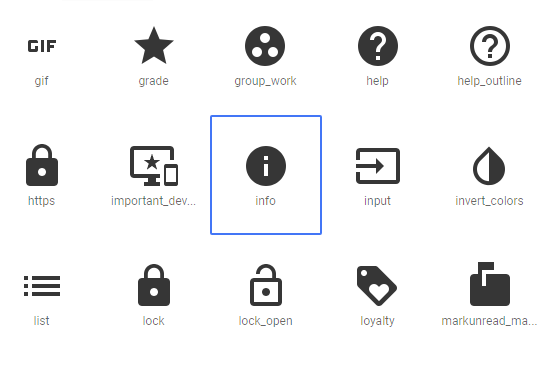 GIF
gif
grade
group_work
help
help_outline
https
important_dev...
info
input
invert_colors
list
lock
lock_open
loyalty
markunread_ma...